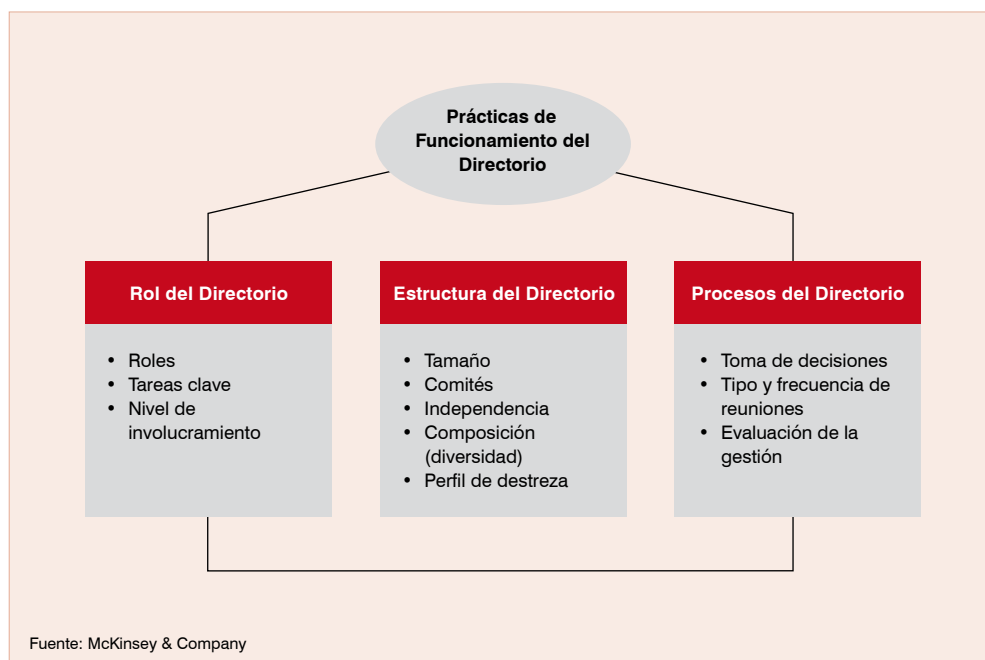 Prácticas de
Funcionamiento del
Directorio
Rol del Directorio
• Roles
• Tareas clave
• Nivel de
involucramiento
Estructura del Directorio
• Tamaño
• Comités
• Independencia
• Composición
(diversidad)
• Perfil de destreza
Procesos del Directorio
• Toma de decisiones
• Tipo y frecuencia de
reuniones
• Evaluación de la
gestión
Fuente: McKinsey & Company